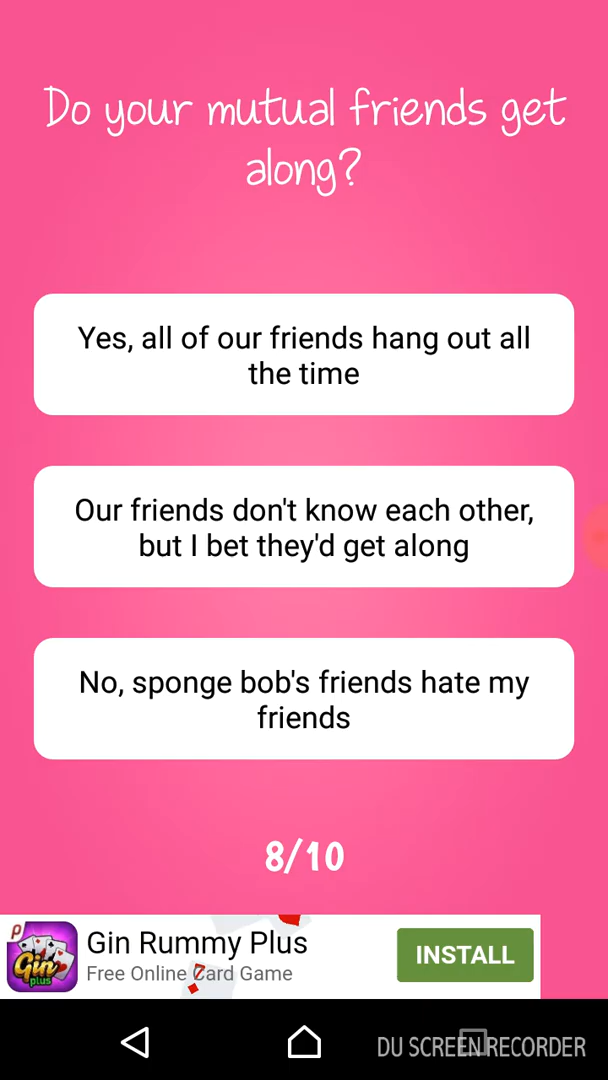 Do your mutual friends get
along?
Yes, all of our friends hang out all
the time
Our friends don't know each other,
but I bet they'd get along
No, sponge bob's friends hate my
friends
8/10
Gin Rummy Plus
Free Online Card Game
INSTALL
Gin
plus
DU SCREEN RECORDER